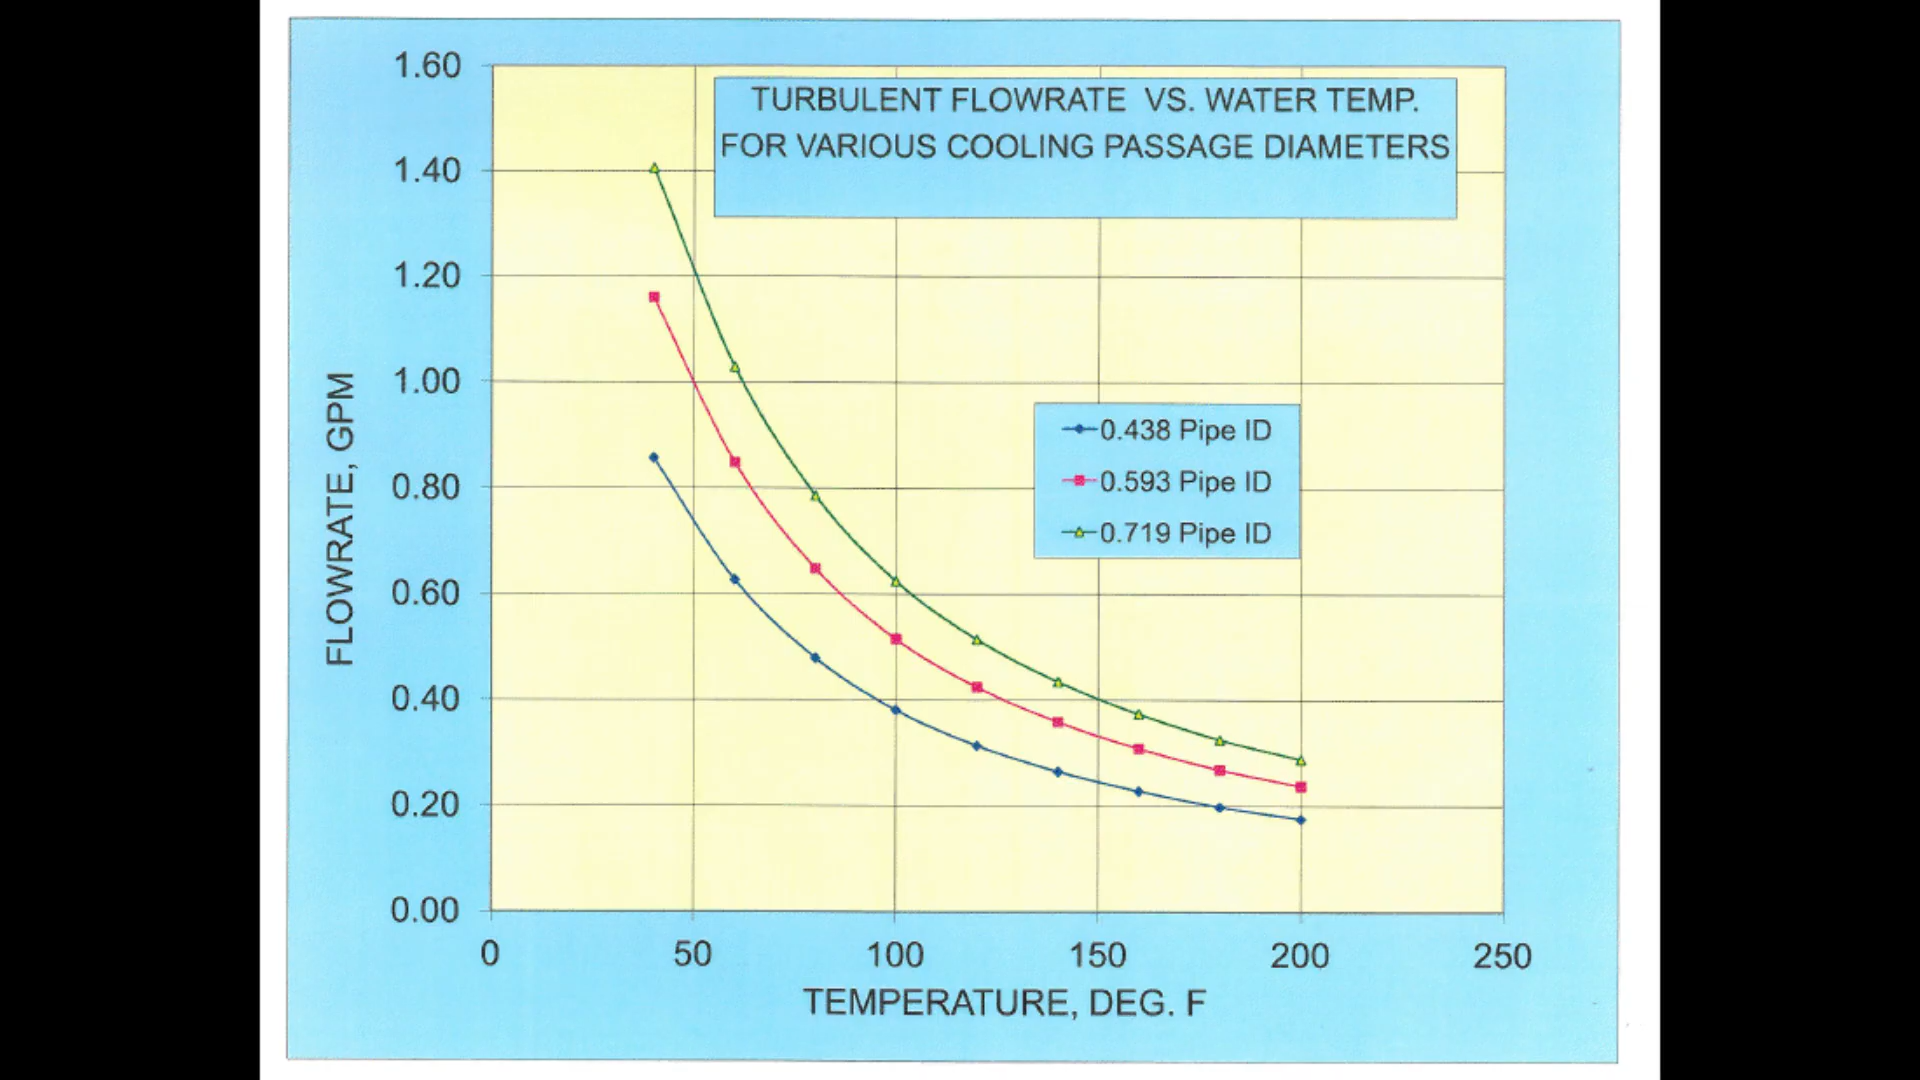 TURBULENT FLOWRATE VS. WATER TEMP.
FOR VARIOUS COOLING PASSAGE DIAMETERS
1.60
1.40
1.20
1.00
0.80
0.60
0.40
0.20
0.00
FLOWRATE, GPM
0.438 Pipe ID
0.593 Pipe ID
0.719 Pipe ID
0 50 100 150 200 250
TEMPERATURE, DEG. F